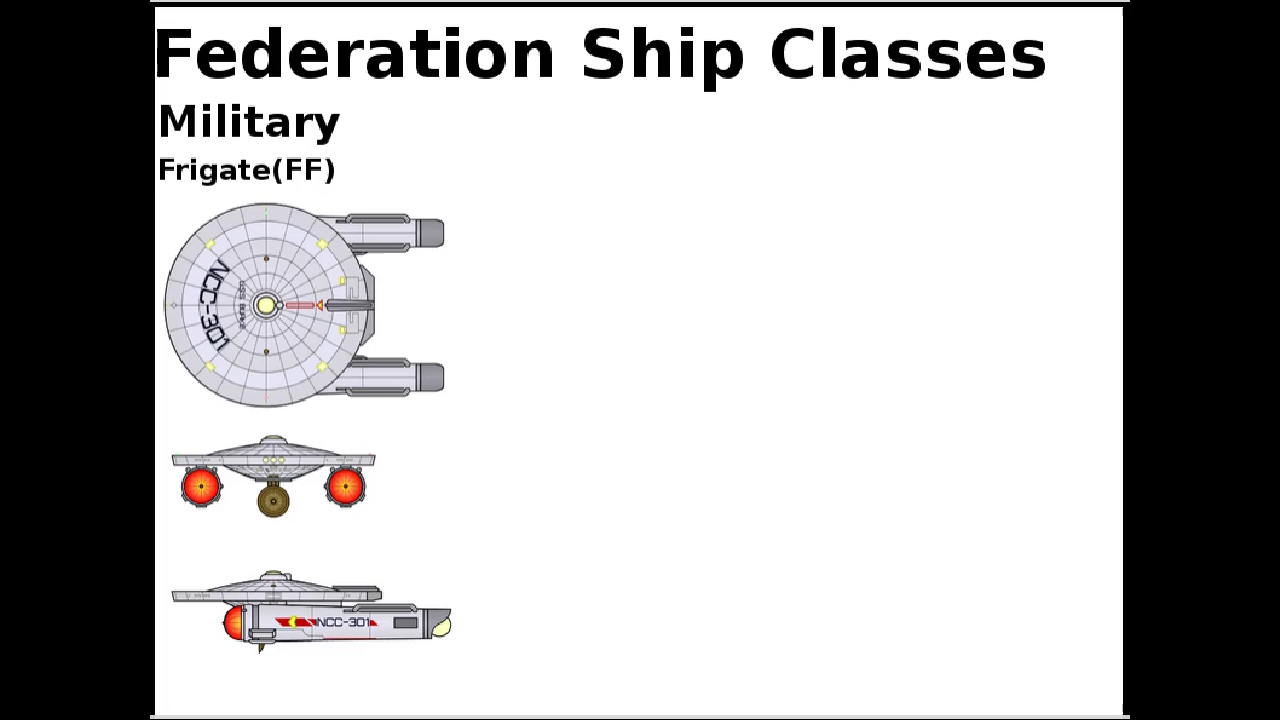 Federation Ship Classes
Military
Frigate(FF)
NCC-301
NCC-301